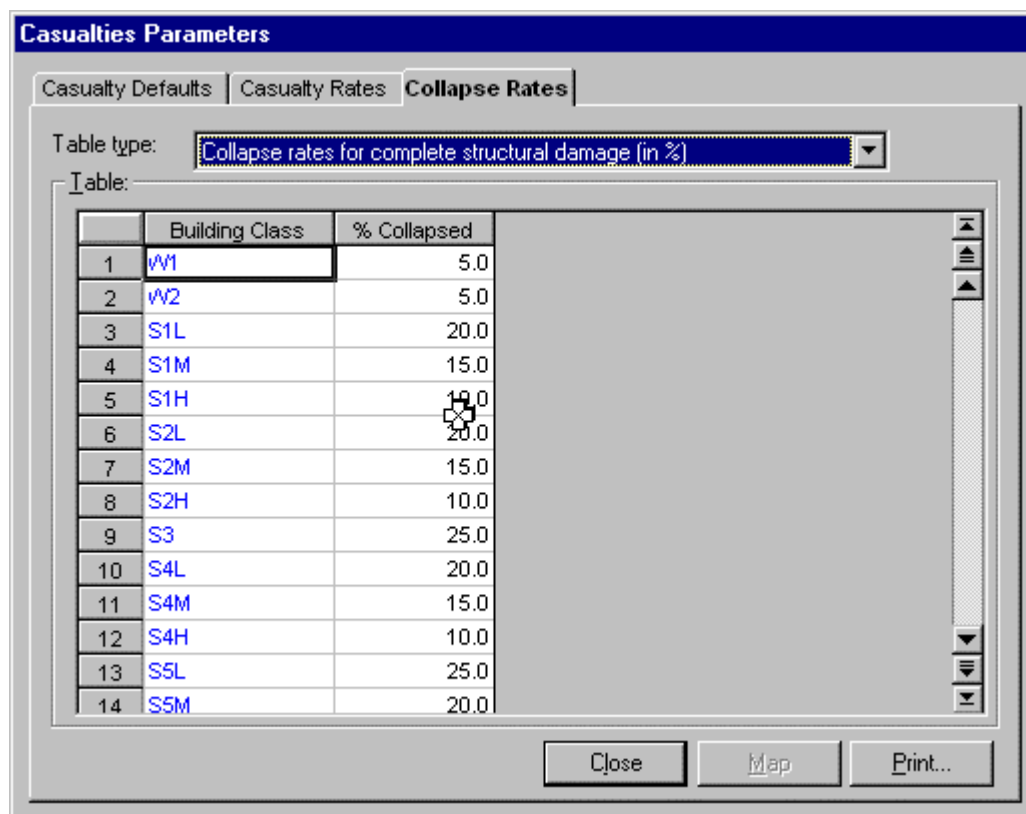 Casualties Parameters
Casualty Defaults Casualty Rates Collapse Rates
Table type: Collapse rates for complete structural damage (in %)
Table:
Building Class % Collapsed
1 W1 5.0
2 W2 5.0
3 S1L 20.0
4 S1M 15.0
5 S1H 10.0
6 S2L 20.0
7 S2M 15.0
8 S2H 10.0
9 S3 25.0
10 S4L 20.0
11 S4M 15.0
12 S4H 10.0
13 S5L 25.0
14 S5M 20.0
Close Map Print...